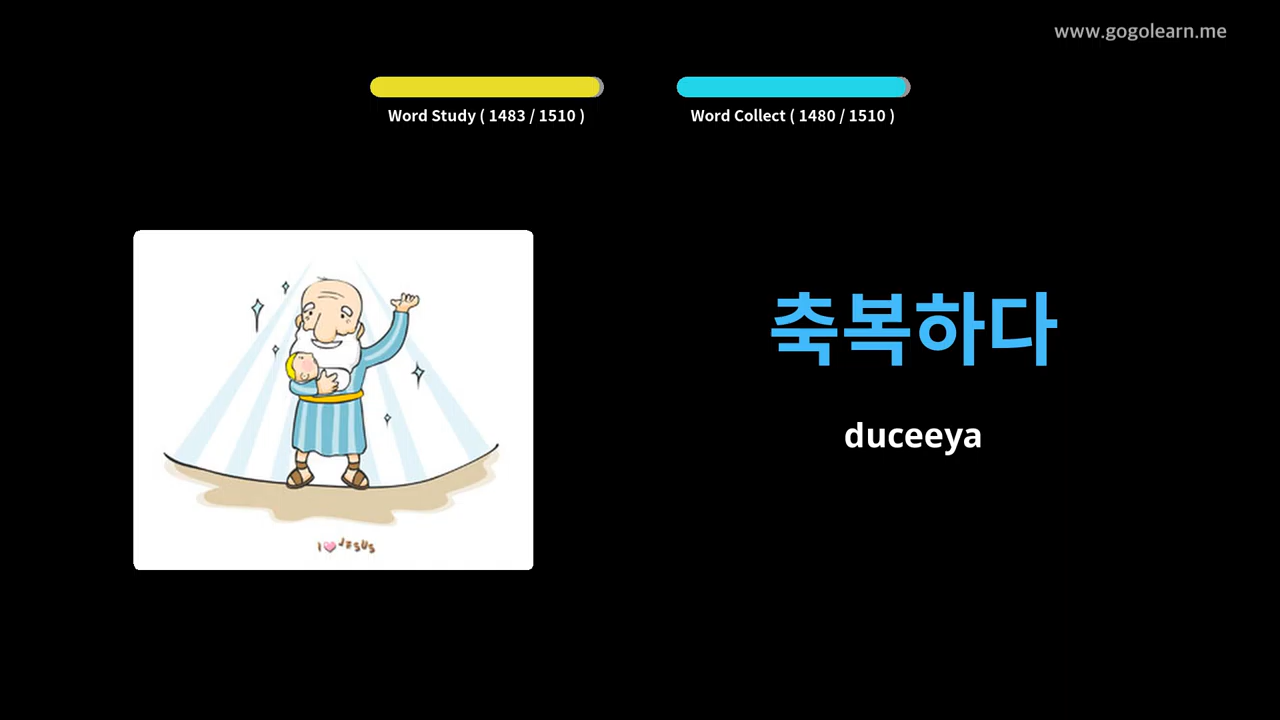 www.gogolearn.me
Word Study ( 1483 / 1510 )
Word Collect ( 1480 / 1510 )
축복하다
duceeya
I JESUS